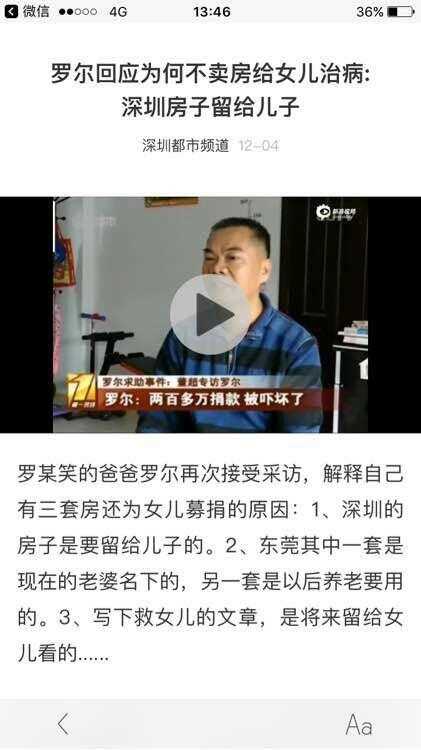 微信 4G 13:46 36%
罗尔回应为何不卖房给女儿治病:
深圳房子留给儿子
深圳都市频道 12-04
新浪视频
罗尔求助事件：董超专访罗尔
罗尔：两百多万捐款 被吓坏了
罗某笑的爸爸罗尔再次接受采访，解释自己
有三套房还为女儿募捐的原因：1、深圳的
房子是要留给儿子的。2、东莞其中一套是
现在的老婆名下的，另一套是以后养老要用
的。3、写下救女儿的文章，是将来留给女
儿看的......
Aa